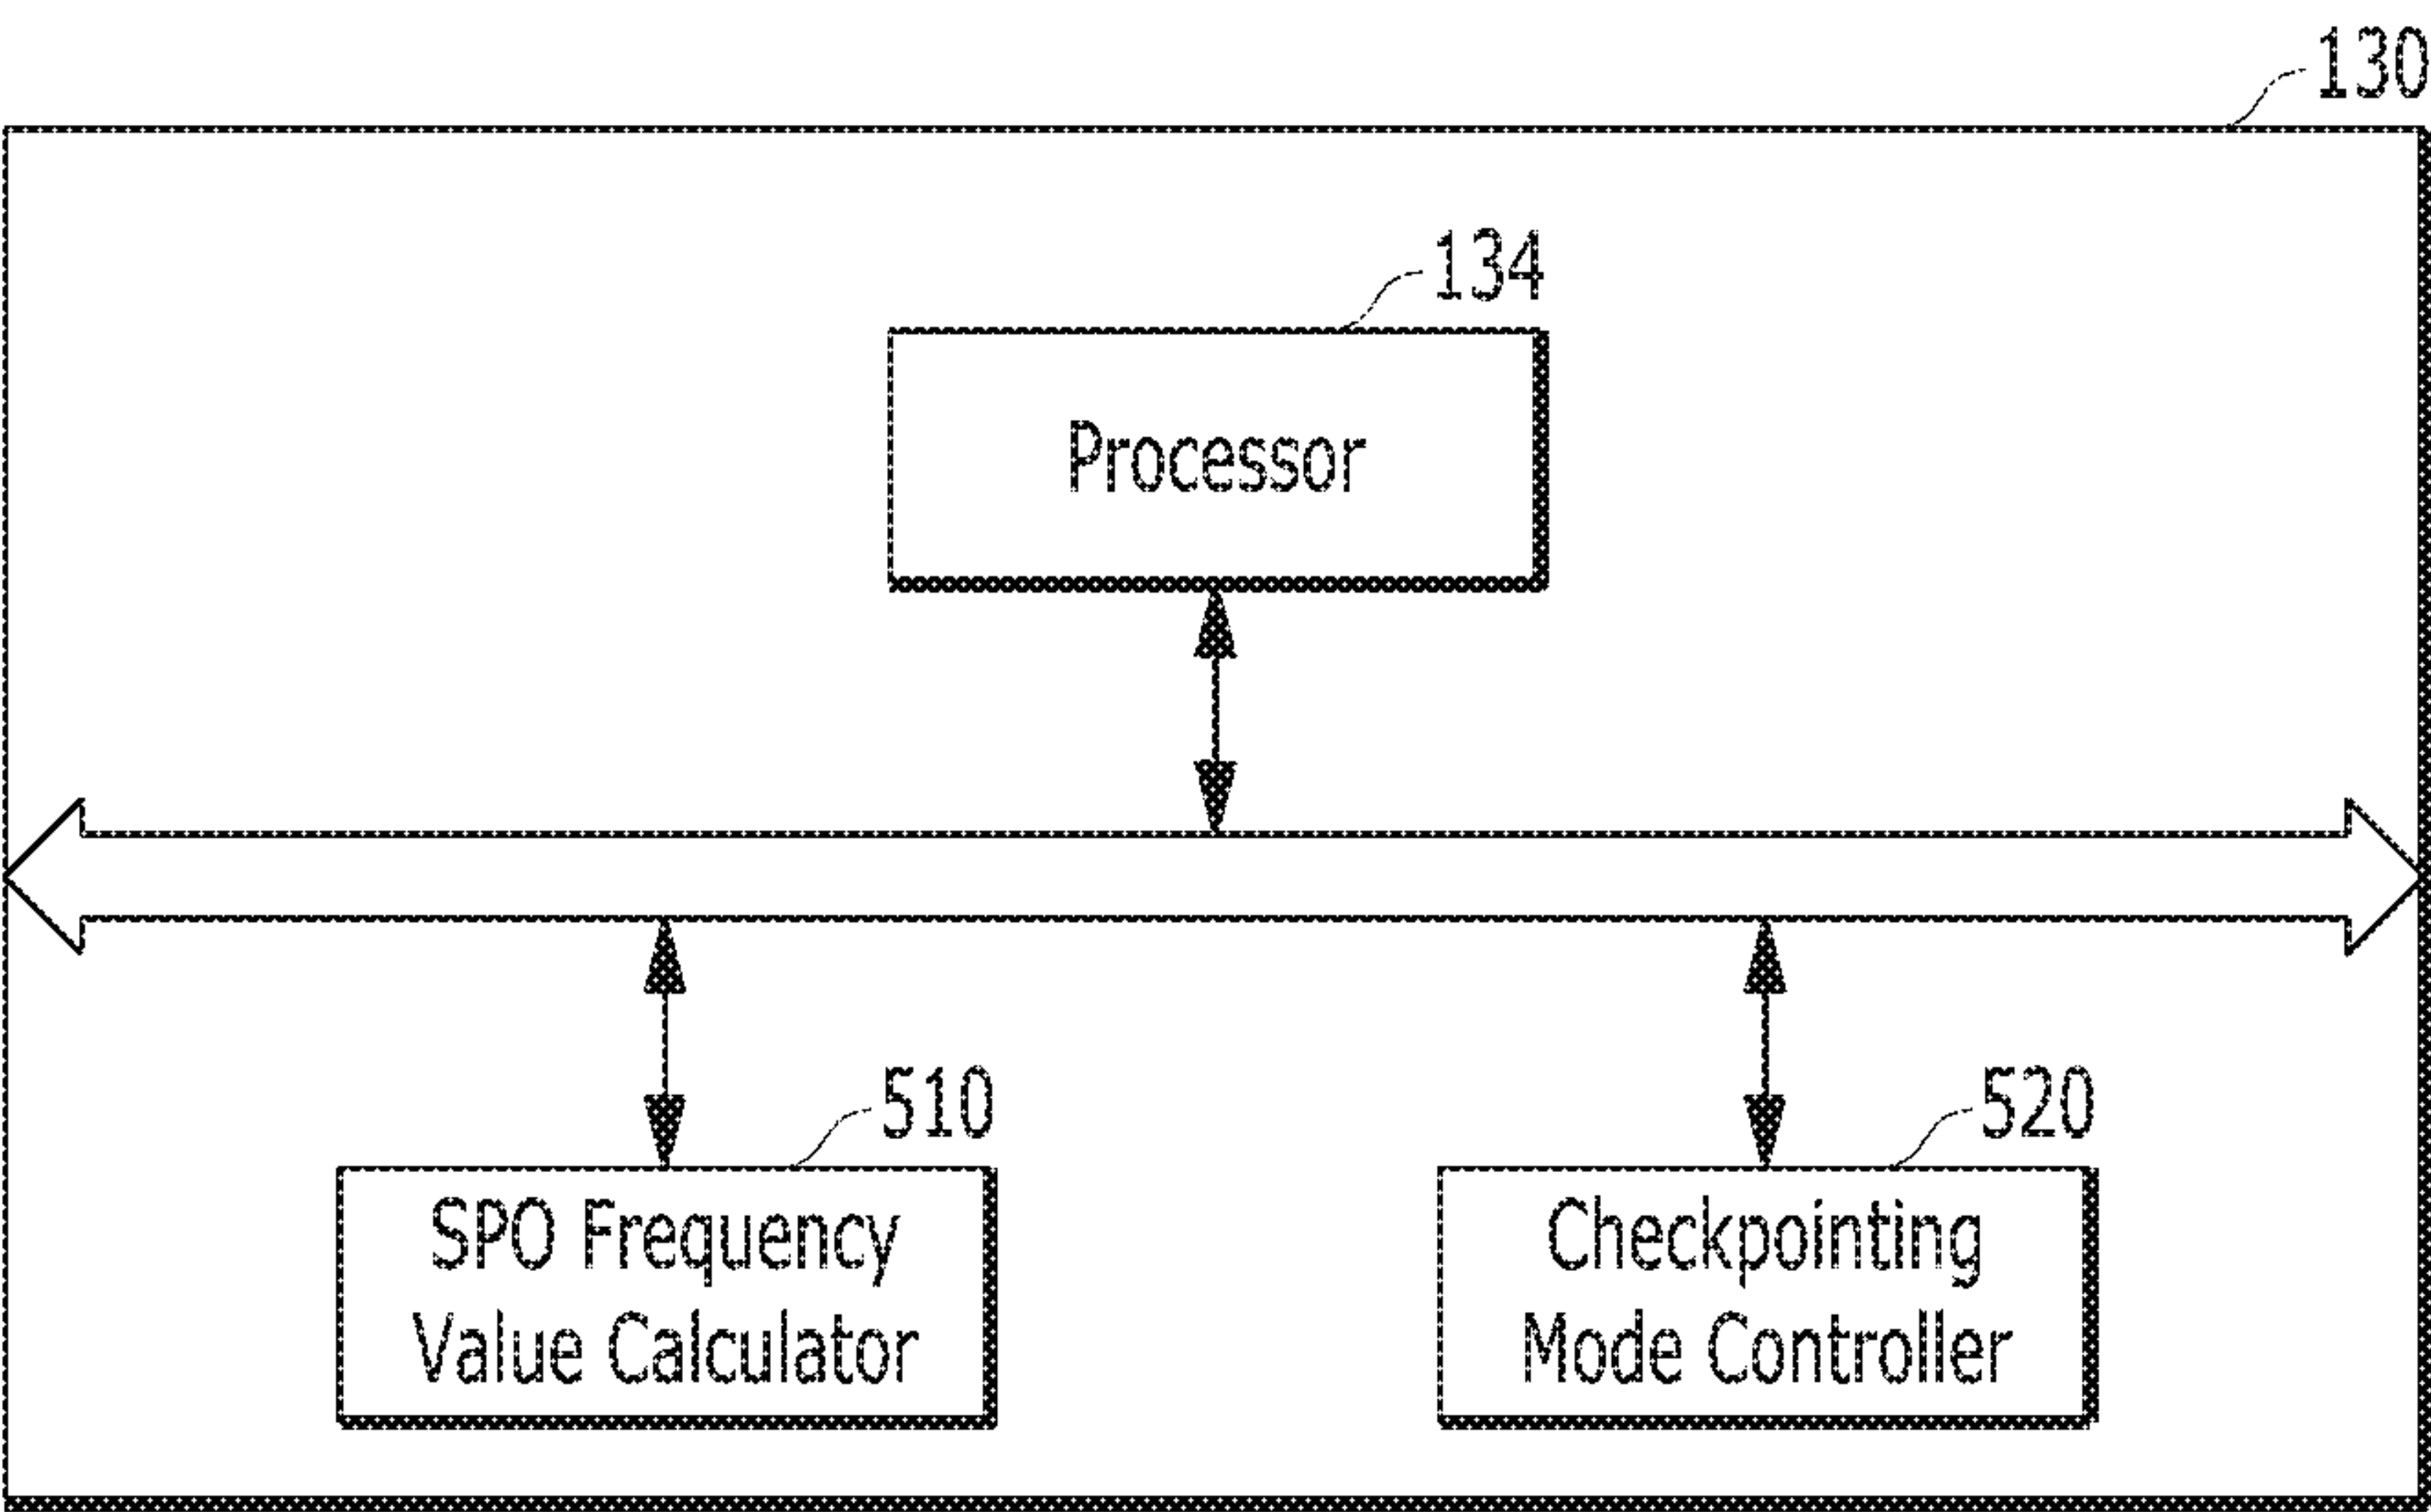 130
134
Processor
510
520
SPO Frequency
Value Calculator
Checkpointing
Mode Controller